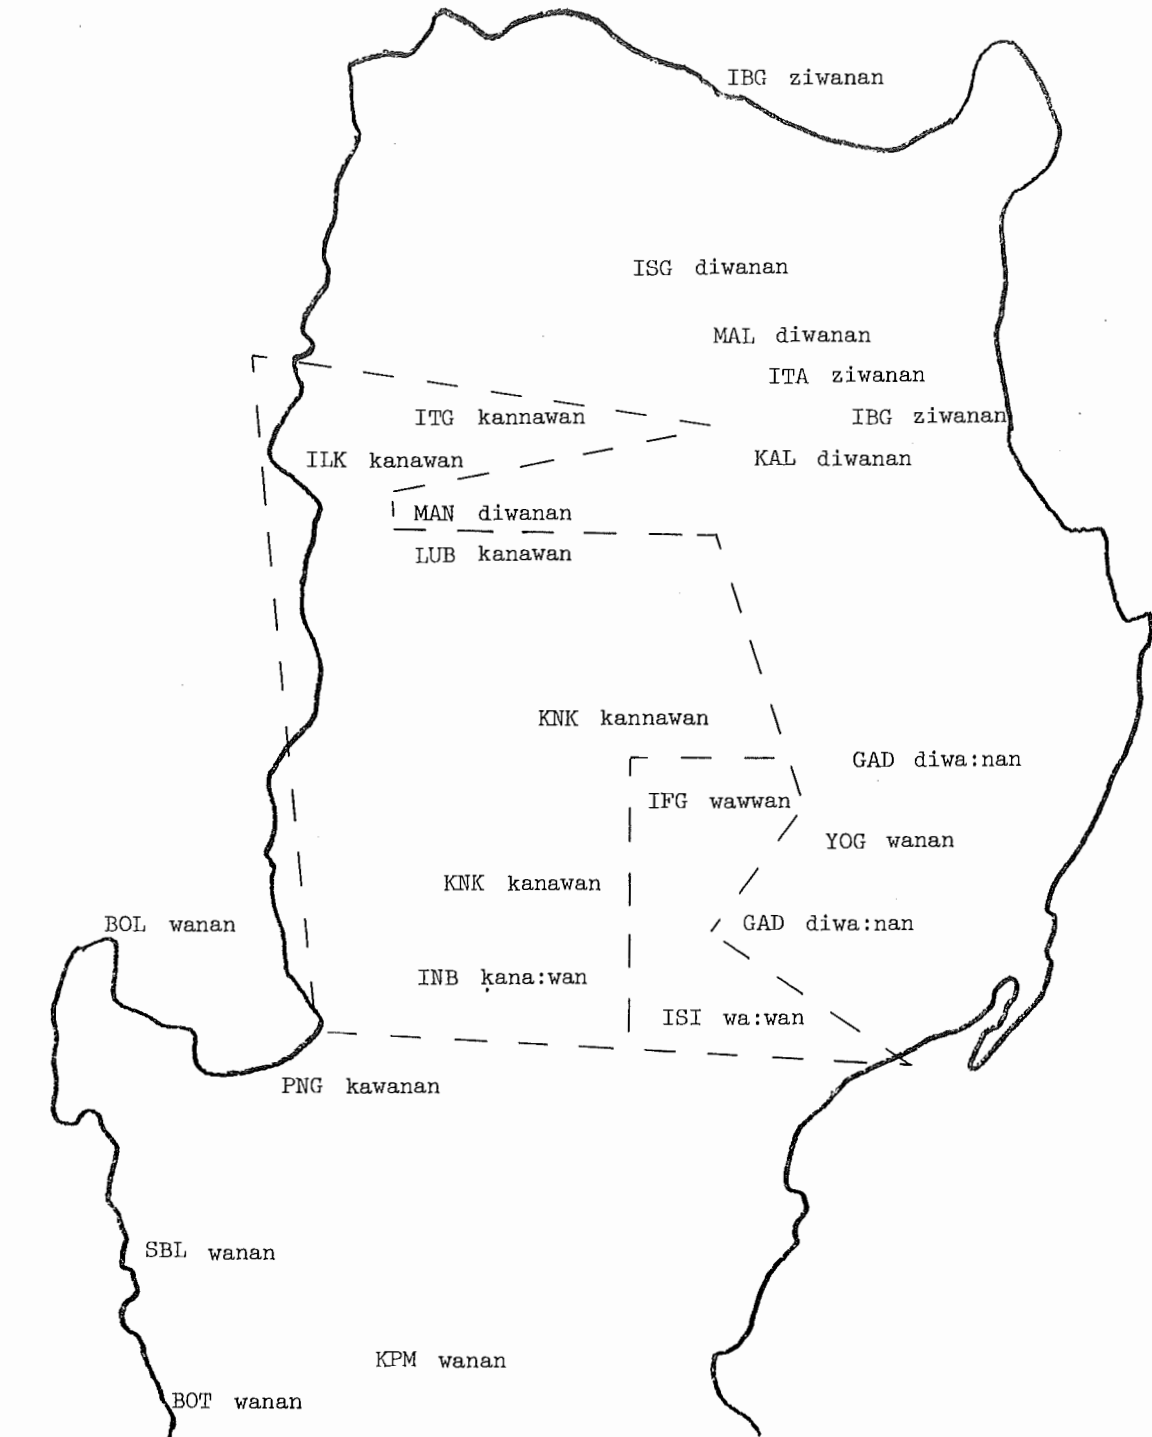 IBG ziwanan
ISG diwanan
MAL diwanan
ITA ziwanan
IBG ziwanan
ITG kannawan
ILK kanawan
KAL diwanan
MAN diwanan
LUB kanawan
KNK kannawan
GAD diwa:nan
IFG wawwan
YOG wanan
KNK kanawan
BOL wanan
GAD diwa:nan
INB ḳana:wan
ISI wa:wan
PNG kawanan
SBL wanan
KPM wanan
BOT wanan